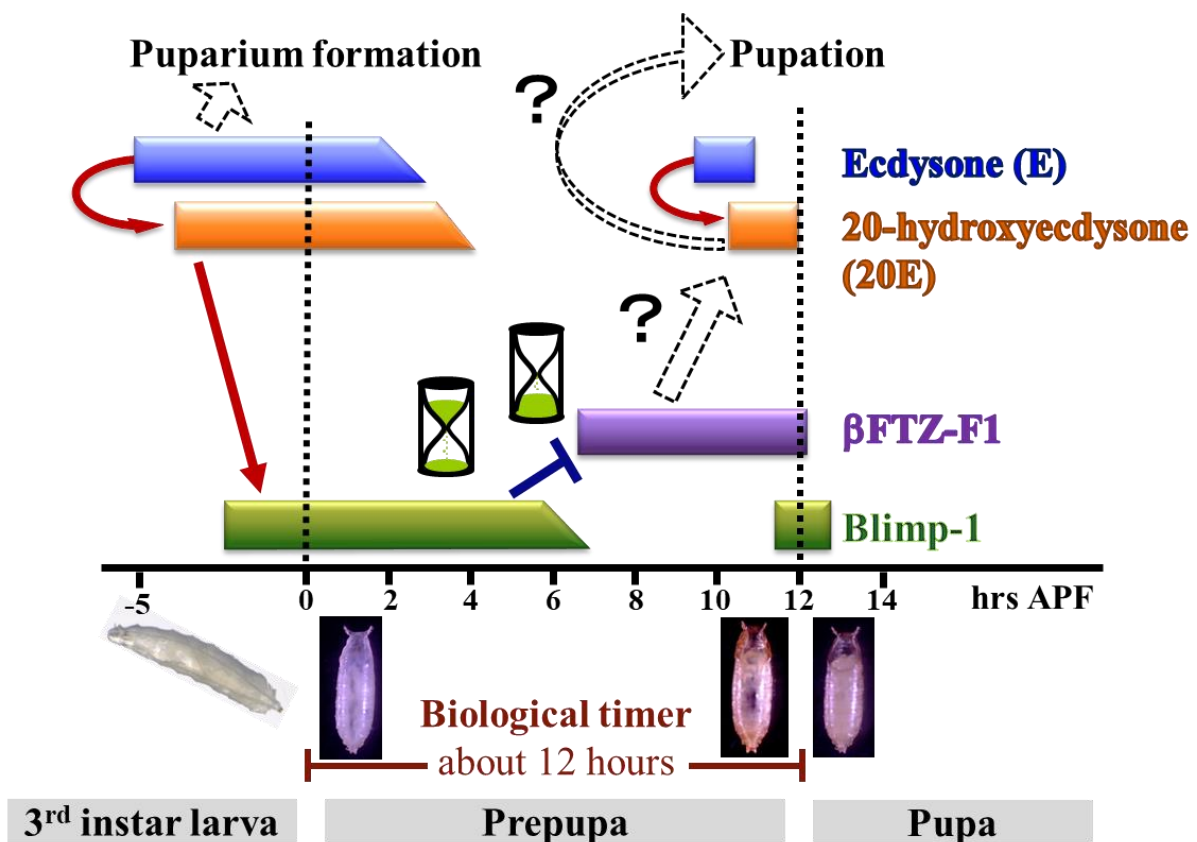 Puparium formation
Pupation
?
Ecdysone (E)
20-hydroxyecdysone
(20E)
?
βFTZ-F1
Blimp-1
-5 0 2 4 6 8 10 12 14 hrs APF
Biological timer
about 12 hours
3rd instar larva
Prepupa
Pupa